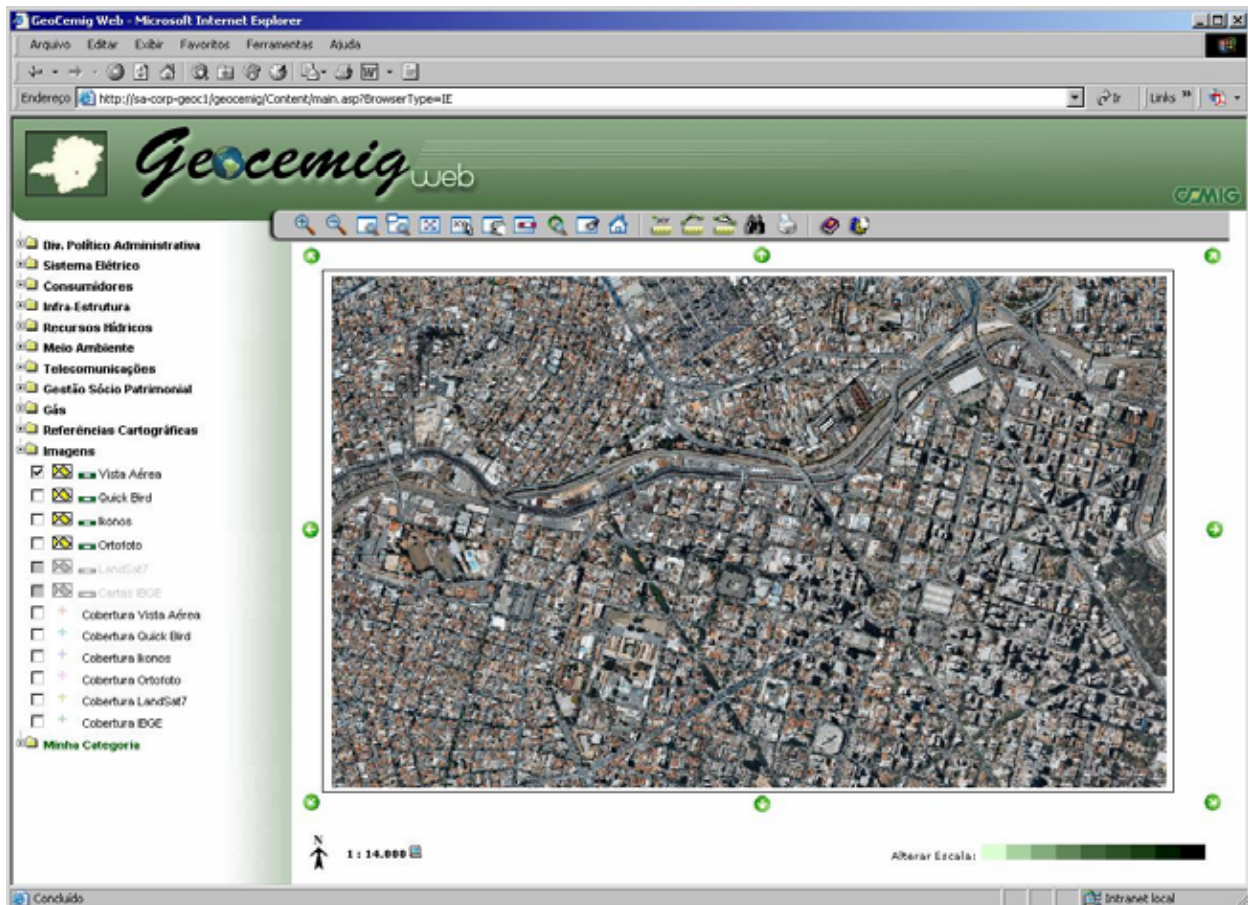 GeoCemig Web - Microsoft Internet Explorer
Arquivo Editar Exibir Favoritos Ferramentas Ajuda
Endereço http://sa-corp-geoc1/geocemig/Content/main.asp?BrowserType=IE Ir Links »
Geocemig web
CEMIG
Div. Político Administrativa
Sistema Elétrico
Consumidores
Infra-Estrutura
Recursos Hídricos
Meio Ambiente
Telecomunicações
Gestão Sócio Patrimonial
Gás
Referências Cartográficas
Imagens
Vista Aérea
Quick Bird
Ikonos
Ortofoto
LandSat7
Cartas IBGE
Cobertura Vista Aérea
Cobertura Quick Bird
Cobertura Ikonos
Cobertura Ortofoto
Cobertura LandSat7
Cobertura IBGE
Minha Categoria
N
1 : 14.000
Alterar Escala:
Concluído
Intranet local